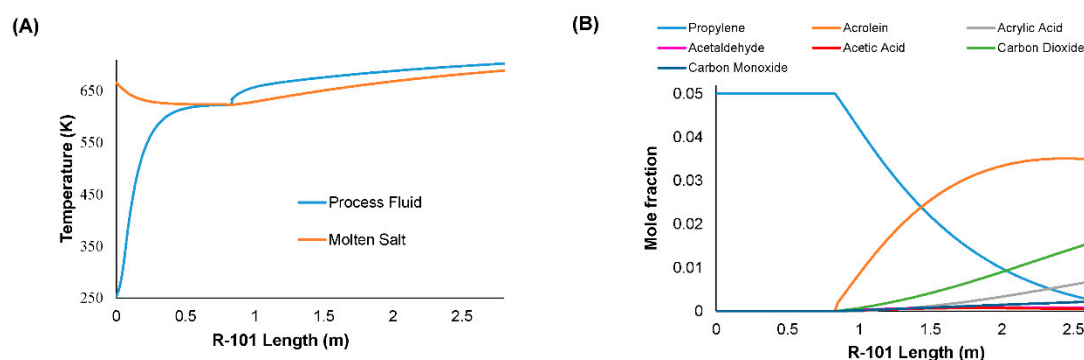 (A)
Temperature (K)
650
550
450
350
250
Process Fluid
Molten Salt
0
0.5
1
1.5
2
2.5
R-101 Length (m)
(B)
Propylene
Acrolein
Acrylic Acid
Acetaldehyde
Acetic Acid
Carbon Dioxide
Carbon Monoxide
Mole fraction
0.05
0.04
0.03
0.02
0.01
0
0
0.5
1
1.5
2
2.5
R-101 Length (m)